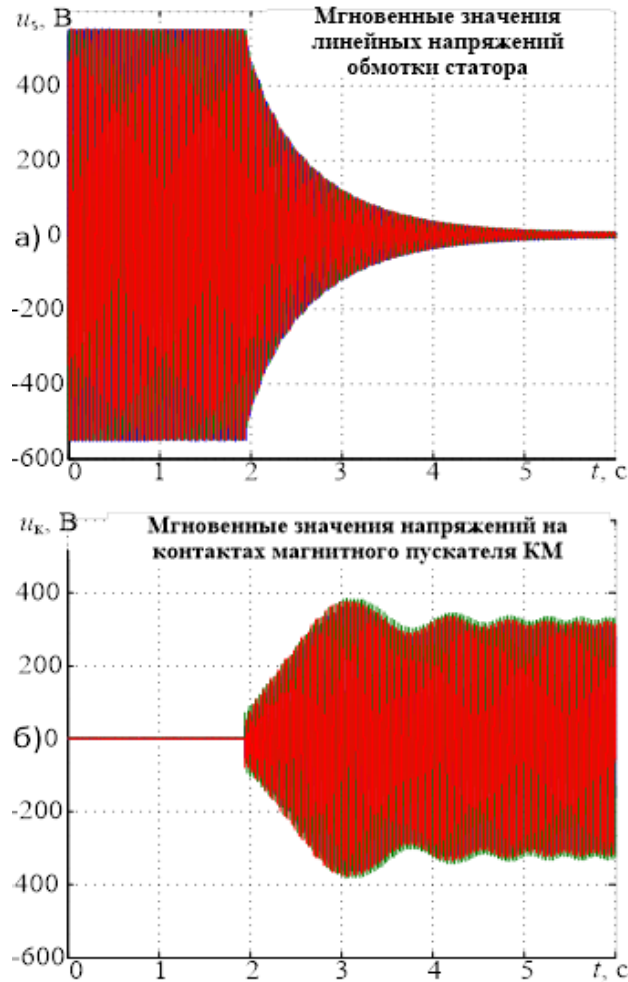 uₛ, В
Мгновенные значения
линейных напряжений
обмотки статора
400
200
а) 0
-200
-400
-600
0 1 2 3 4 5 t, с
uК, В
Мгновенные значения напряжений на
контактах магнитного пускателя КМ
400
200
б) 0
-200
-400
-600
0 1 2 3 4 5 t, с